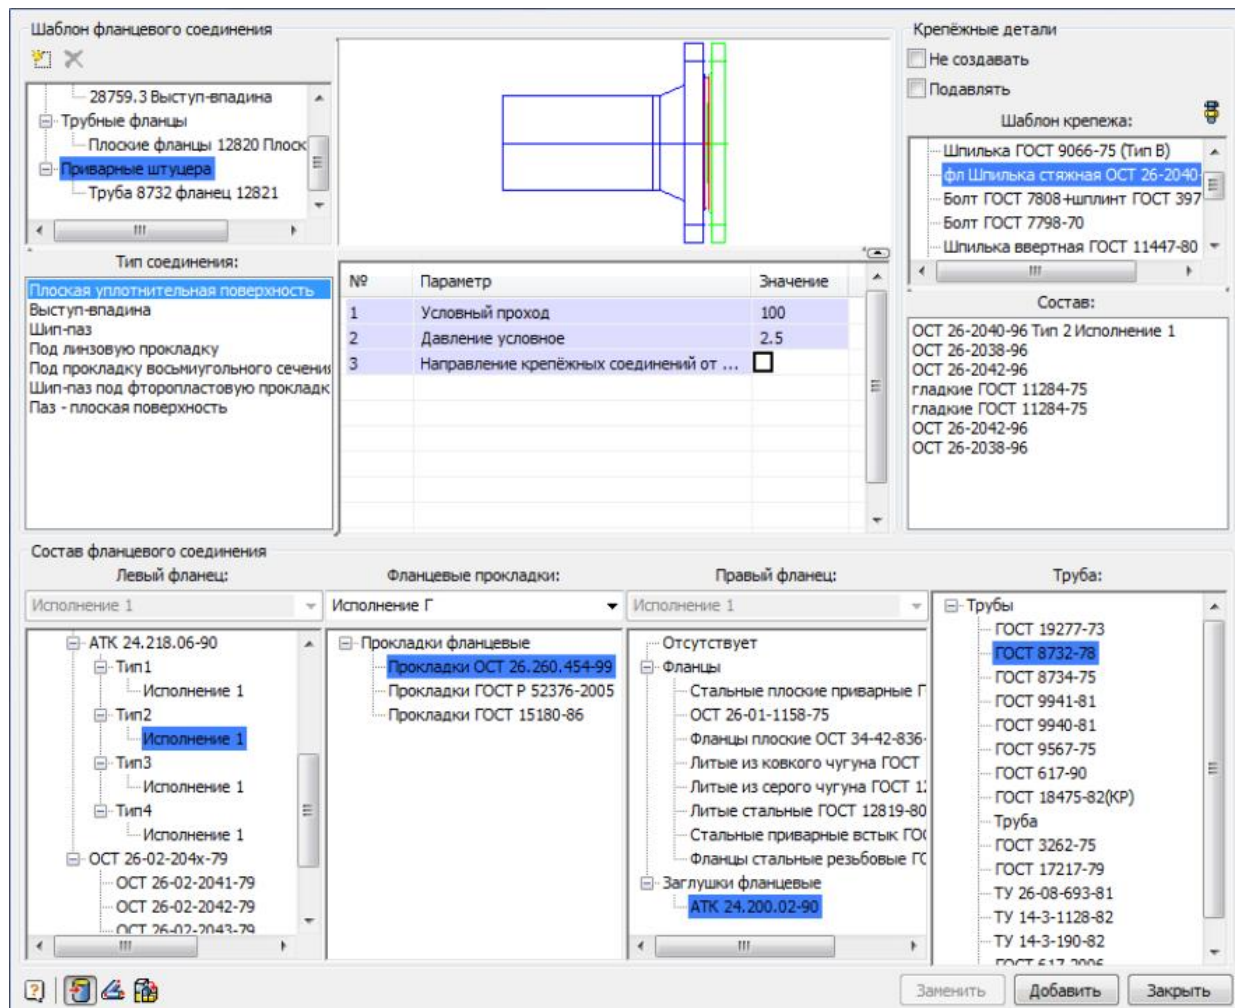 Шаблон фланцевого соединения
28759.3 Выступ-впадина
Трубные фланцы
Плоские фланцы 12820 Плоск
Приварные штуцера
Труба 8732 фланец 12821
Тип соединения:
Плоская уплотнительная поверхность
Выступ-впадина
Шип-паз
Под линзовую прокладку
Под прокладку восьмиугольного сечения
Шип-паз под фторопластовую прокладк
Паз - плоская поверхность
№ Параметр Значение
1 Условный проход 100
2 Давление условное 2.5
3 Направление крепёжных соединений от ...
Крепёжные детали
Не создавать
Подавлять
Шаблон крепежа:
Шпилька ГОСТ 9066-75 (Тип В)
фл Шпилька стяжная ОСТ 26-2040-
Болт ГОСТ 7808+шплинт ГОСТ 397
Болт ГОСТ 7798-70
Шпилька ввертная ГОСТ 11447-80
Состав:
ОСТ 26-2040-96 Тип 2 Исполнение 1
ОСТ 26-2038-96
ОСТ 26-2042-96
гладкие ГОСТ 11284-75
гладкие ГОСТ 11284-75
ОСТ 26-2042-96
ОСТ 26-2038-96
Состав фланцевого соединения
Левый фланец:
Исполнение 1
АТК 24.218.06-90
Тип1
Исполнение 1
Тип2
Исполнение 1
Тип3
Исполнение 1
Тип4
Исполнение 1
ОСТ 26-02-204х-79
ОСТ 26-02-2041-79
ОСТ 26-02-2042-79
ОСТ 26-02-2043-79
Фланцевые прокладки:
Исполнение Г
Прокладки фланцевые
Прокладки ОСТ 26.260.454-99
Прокладки ГОСТ Р 52376-2005
Прокладки ГОСТ 15180-86
Правый фланец:
Исполнение 1
Отсутствует
Фланцы
Стальные плоские приварные Г
ОСТ 26-01-1158-75
Фланцы плоские ОСТ 34-42-836-
Литые из ковкого чугуна ГОСТ
Литые из серого чугуна ГОСТ 12
Литые стальные ГОСТ 12819-80
Стальные приварные встык ГОС
Фланцы стальные резьбовые ГО
Заглушки фланцевые
АТК 24.200.02-90
Труба:
Трубы
ГОСТ 19277-73
ГОСТ 8732-78
ГОСТ 8734-75
ГОСТ 9941-81
ГОСТ 9940-81
ГОСТ 9567-75
ГОСТ 617-90
ГОСТ 18475-82(КР)
Труба
ГОСТ 3262-75
ГОСТ 17217-79
ТУ 26-08-693-81
ТУ 14-3-1128-82
ТУ 14-3-190-82
ГОСТ 617-2006
Заменить Добавить Закрыть